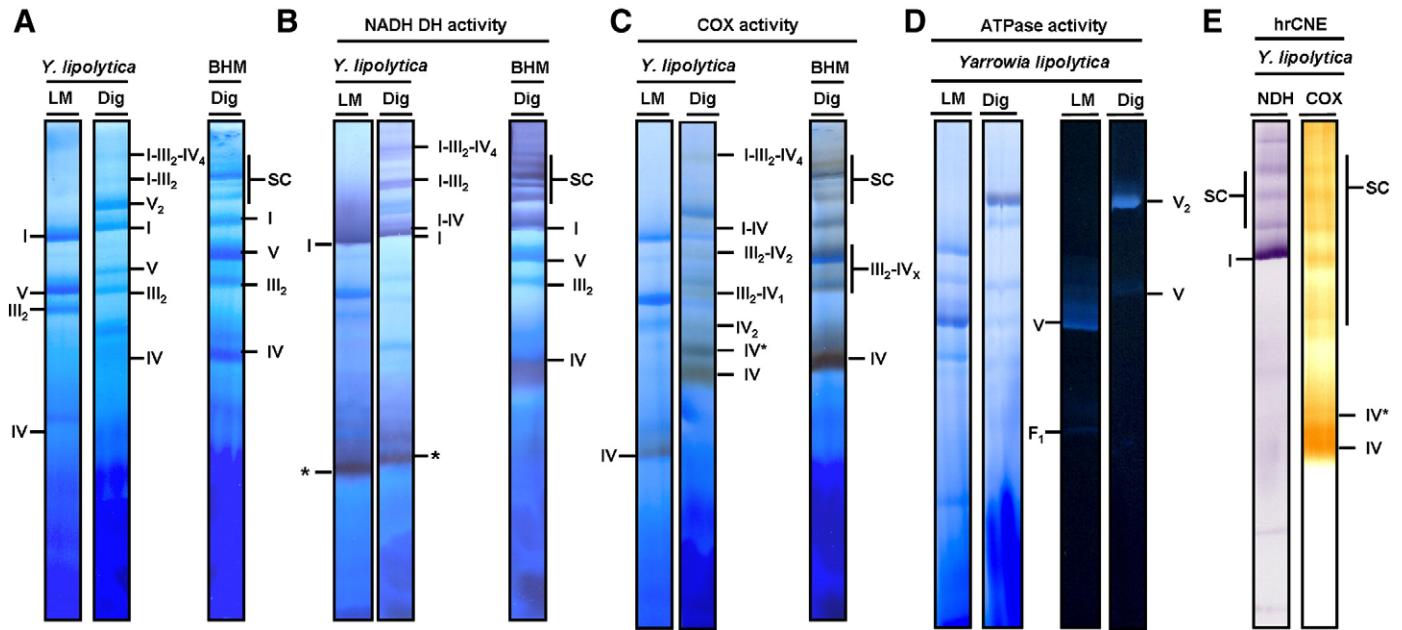 A
Y. lipolytica
BHM
LM
Dig
Dig
I-III2-IV4
I-III2
V2
I
V
III2
IV
I
V
III2
IV
SC
I
V
III2
IV
B
NADH DH activity
Y. lipolytica
BHM
LM
Dig
Dig
I-III2-IV4
I-III2
I-IV
I
I
*
*
SC
I
V
III2
IV
C
COX activity
Y. lipolytica
BHM
LM
Dig
Dig
I-III2-IV4
I-IV
III2-IV2
III2-IV1
IV2
IV*
IV
IV
SC
III2-IVX
IV
D
ATPase activity
Yarrowia lipolytica
LM
Dig
LM
Dig
V2
V
V
F1
E
hrCNE
Y. lipolytica
NDH
COX
SC
I
SC
IV*
IV